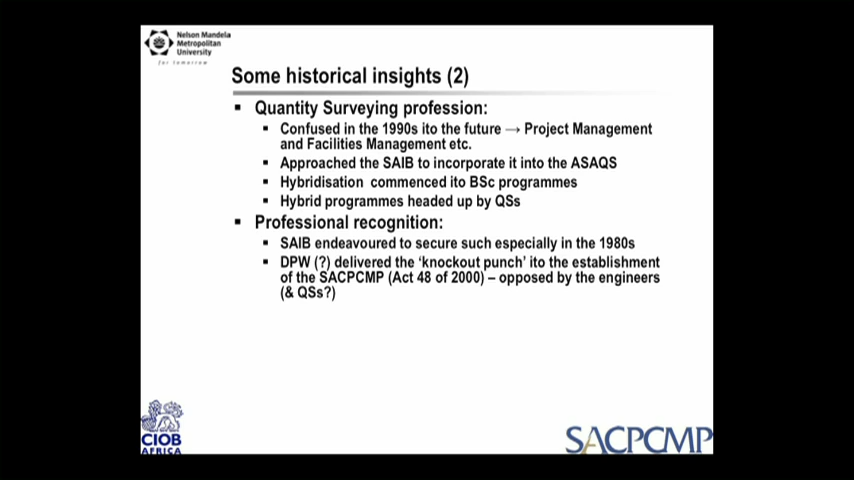 Nelson Mandela
Metropolitan
University
for tomorrow
Some historical insights (2)
▪ Quantity Surveying profession:
▪ Confused in the 1990s ito the future → Project Management
and Facilities Management etc.
▪ Approached the SAIB to incorporate it into the ASAQS
▪ Hybridisation commenced ito BSc programmes
▪ Hybrid programmes headed up by QSs
▪ Professional recognition:
▪ SAIB endeavoured to secure such especially in the 1980s
▪ DPW (?) delivered the ‘knockout punch’ ito the establishment
of the SACPCMP (Act 48 of 2000) – opposed by the engineers
(& QSs?)
CIOB
AFRICA
SACPCMP